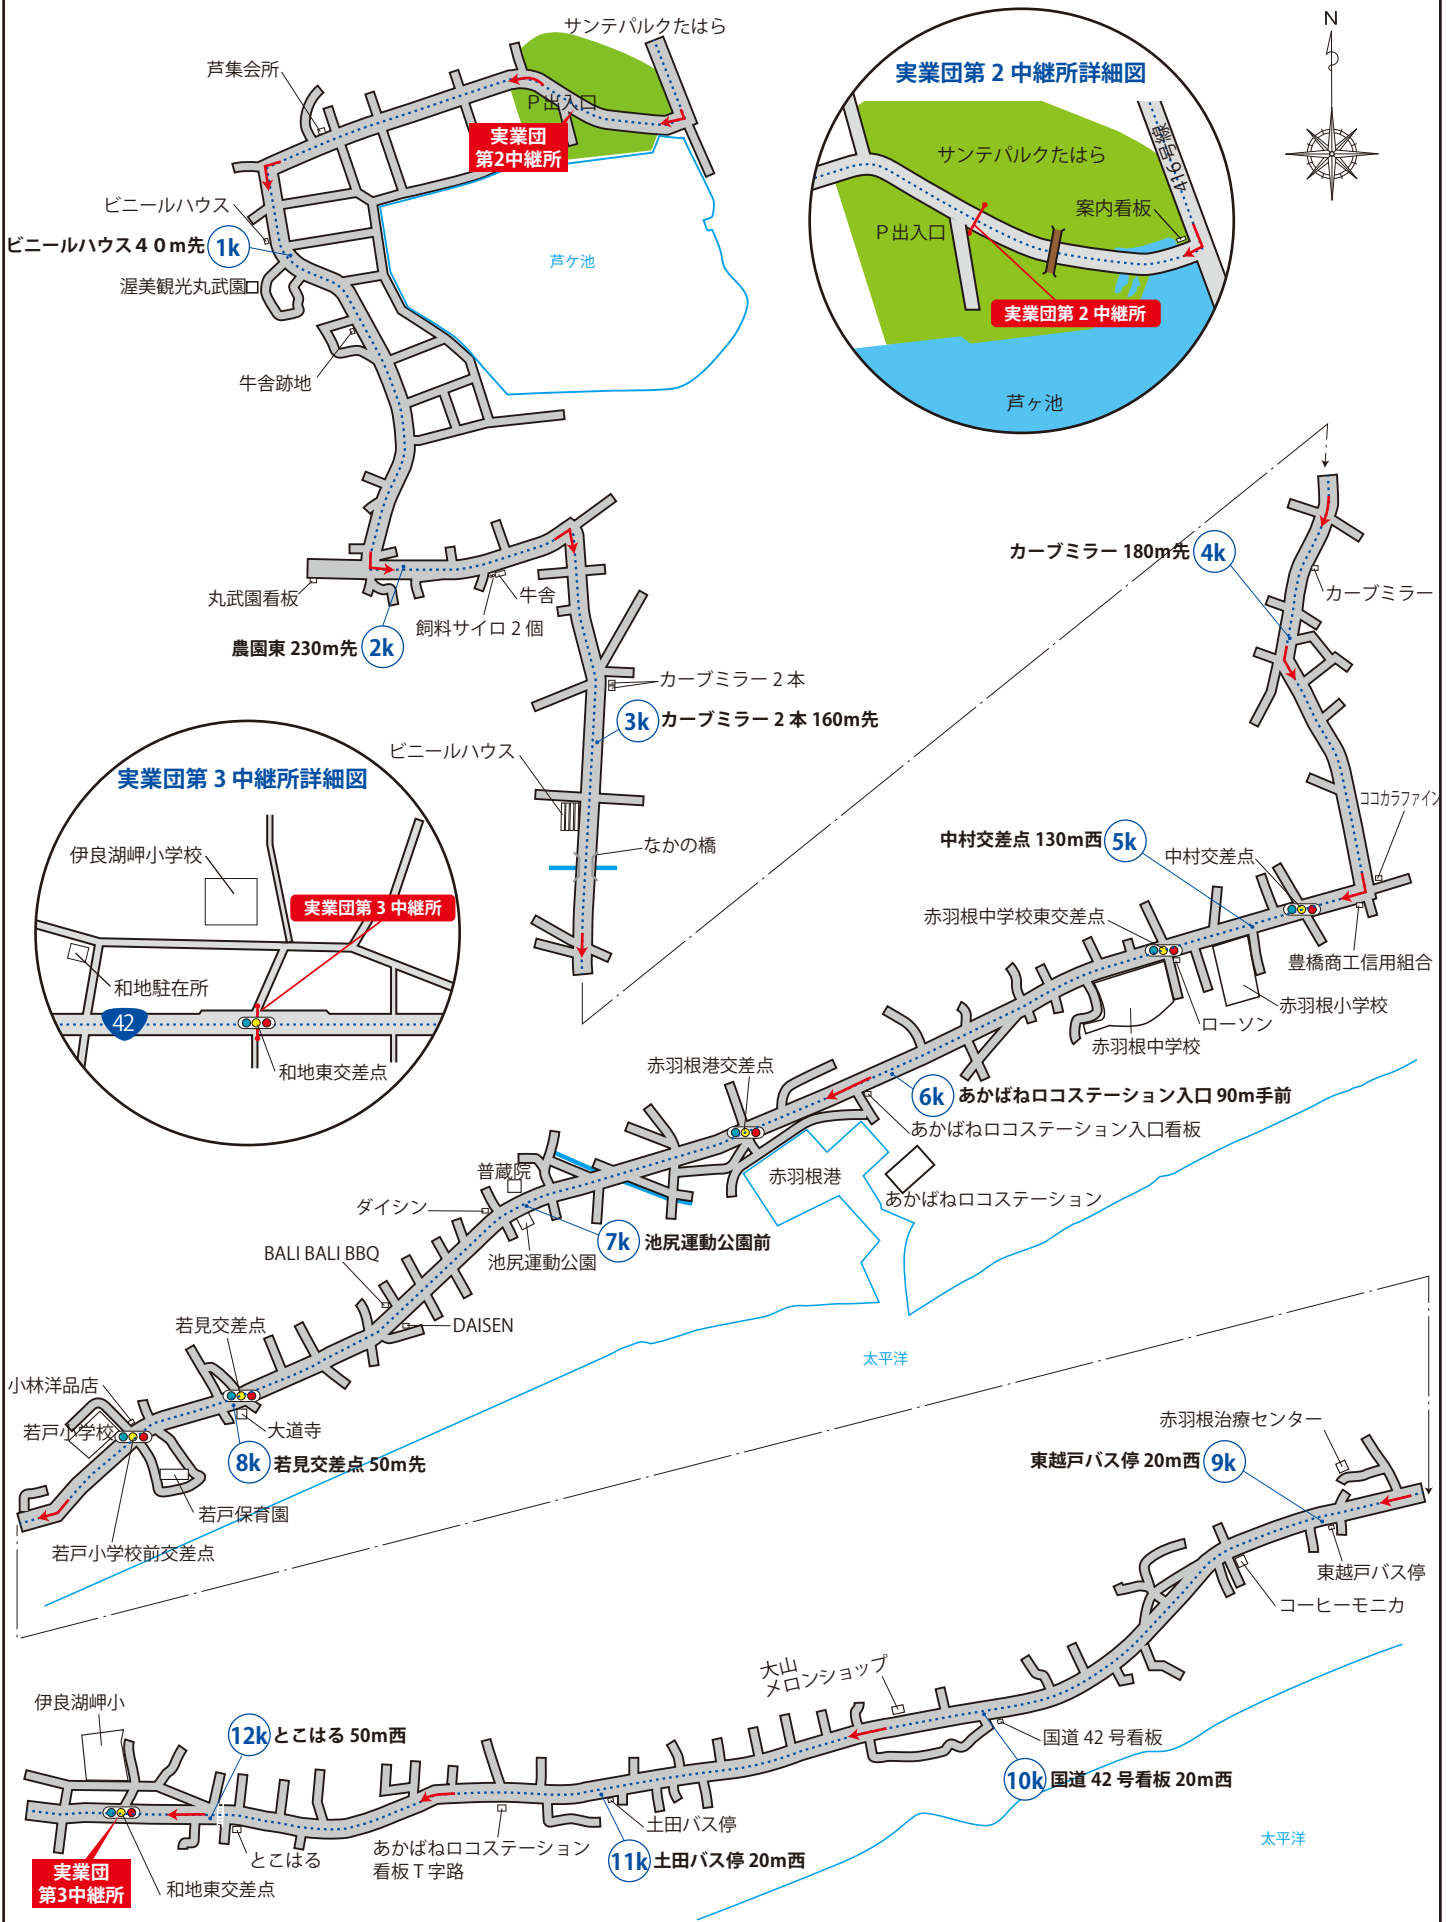 サンテパルクたはら
N
芦集会所
P出入口
実業団
第2中継所
実業団第2中継所詳細図
サンテパルクたはら
416号線
案内看板
P出入口
実業団第2中継所
芦ヶ池
ビニールハウス
ビニールハウス40m先
1k
芦ケ池
渥美観光丸武園
牛舎跡地
丸武園看板
牛舎
飼料サイロ2個
農園東 230m先
2k
カーブミラー 180m先
4k
カーブミラー
カーブミラー2本
3k
カーブミラー2本 160m先
ビニールハウス
なかの橋
実業団第3中継所詳細図
伊良湖岬小学校
実業団第3中継所
和地駐在所
42
和地東交差点
ココカラファイン
中村交差点 130m西
5k
中村交差点
赤羽根中学校東交差点
豊橋商工信用組合
赤羽根小学校
ローソン
赤羽根中学校
赤羽根港交差点
6k
あかばねロコステーション入口 90m手前
あかばねロコステーション入口看板
赤羽根港
あかばねロコステーション
普蔵院
ダイシン
7k
池尻運動公園前
池尻運動公園
BALI BALI BBQ
DAISEN
若見交差点
太平洋
小林洋品店
若戸小学校
大道寺
8k
若見交差点 50m先
若戸保育園
若戸小学校前交差点
赤羽根治療センター
東越戸バス停 20m西
9k
東越戸バス停
コーヒーモニカ
大山
メロンショップ
国道 42 号看板
10k
国道 42 号看板 20m西
太平洋
伊良湖岬小
12k
とこはる 50m西
土田バス停
11k
土田バス停 20m西
あかばねロコステーション
看板T字路
とこはる
実業団
第3中継所
和地東交差点